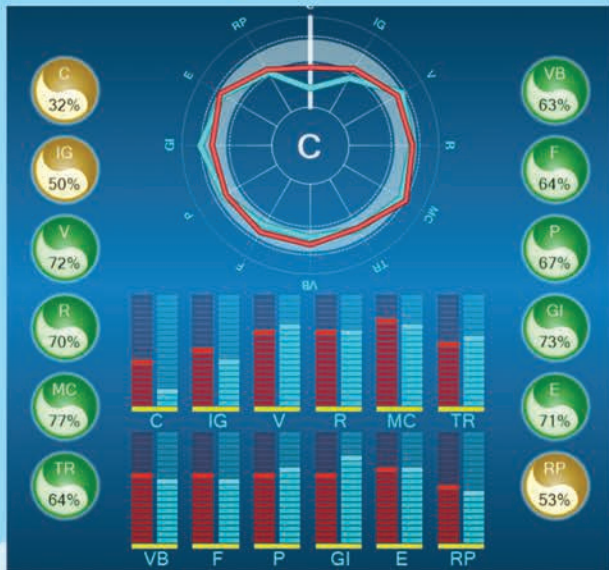 C
32%
IG
50%
V
72%
R
70%
MC
77%
TR
64%
RP
IG
E
V
GI
R
P
MC
F
TR
VB
C
C IG V R MC TR
VB F P GI E RP
VB
63%
F
64%
P
67%
GI
73%
E
71%
RP
53%